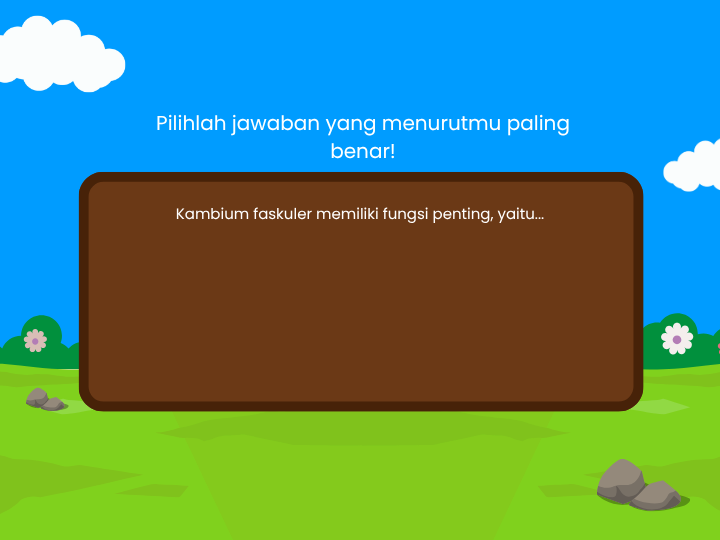 Pilihlah jawaban yang menurutmu paling
benar!
Kambium faskuler memiliki fungsi penting, yaitu...